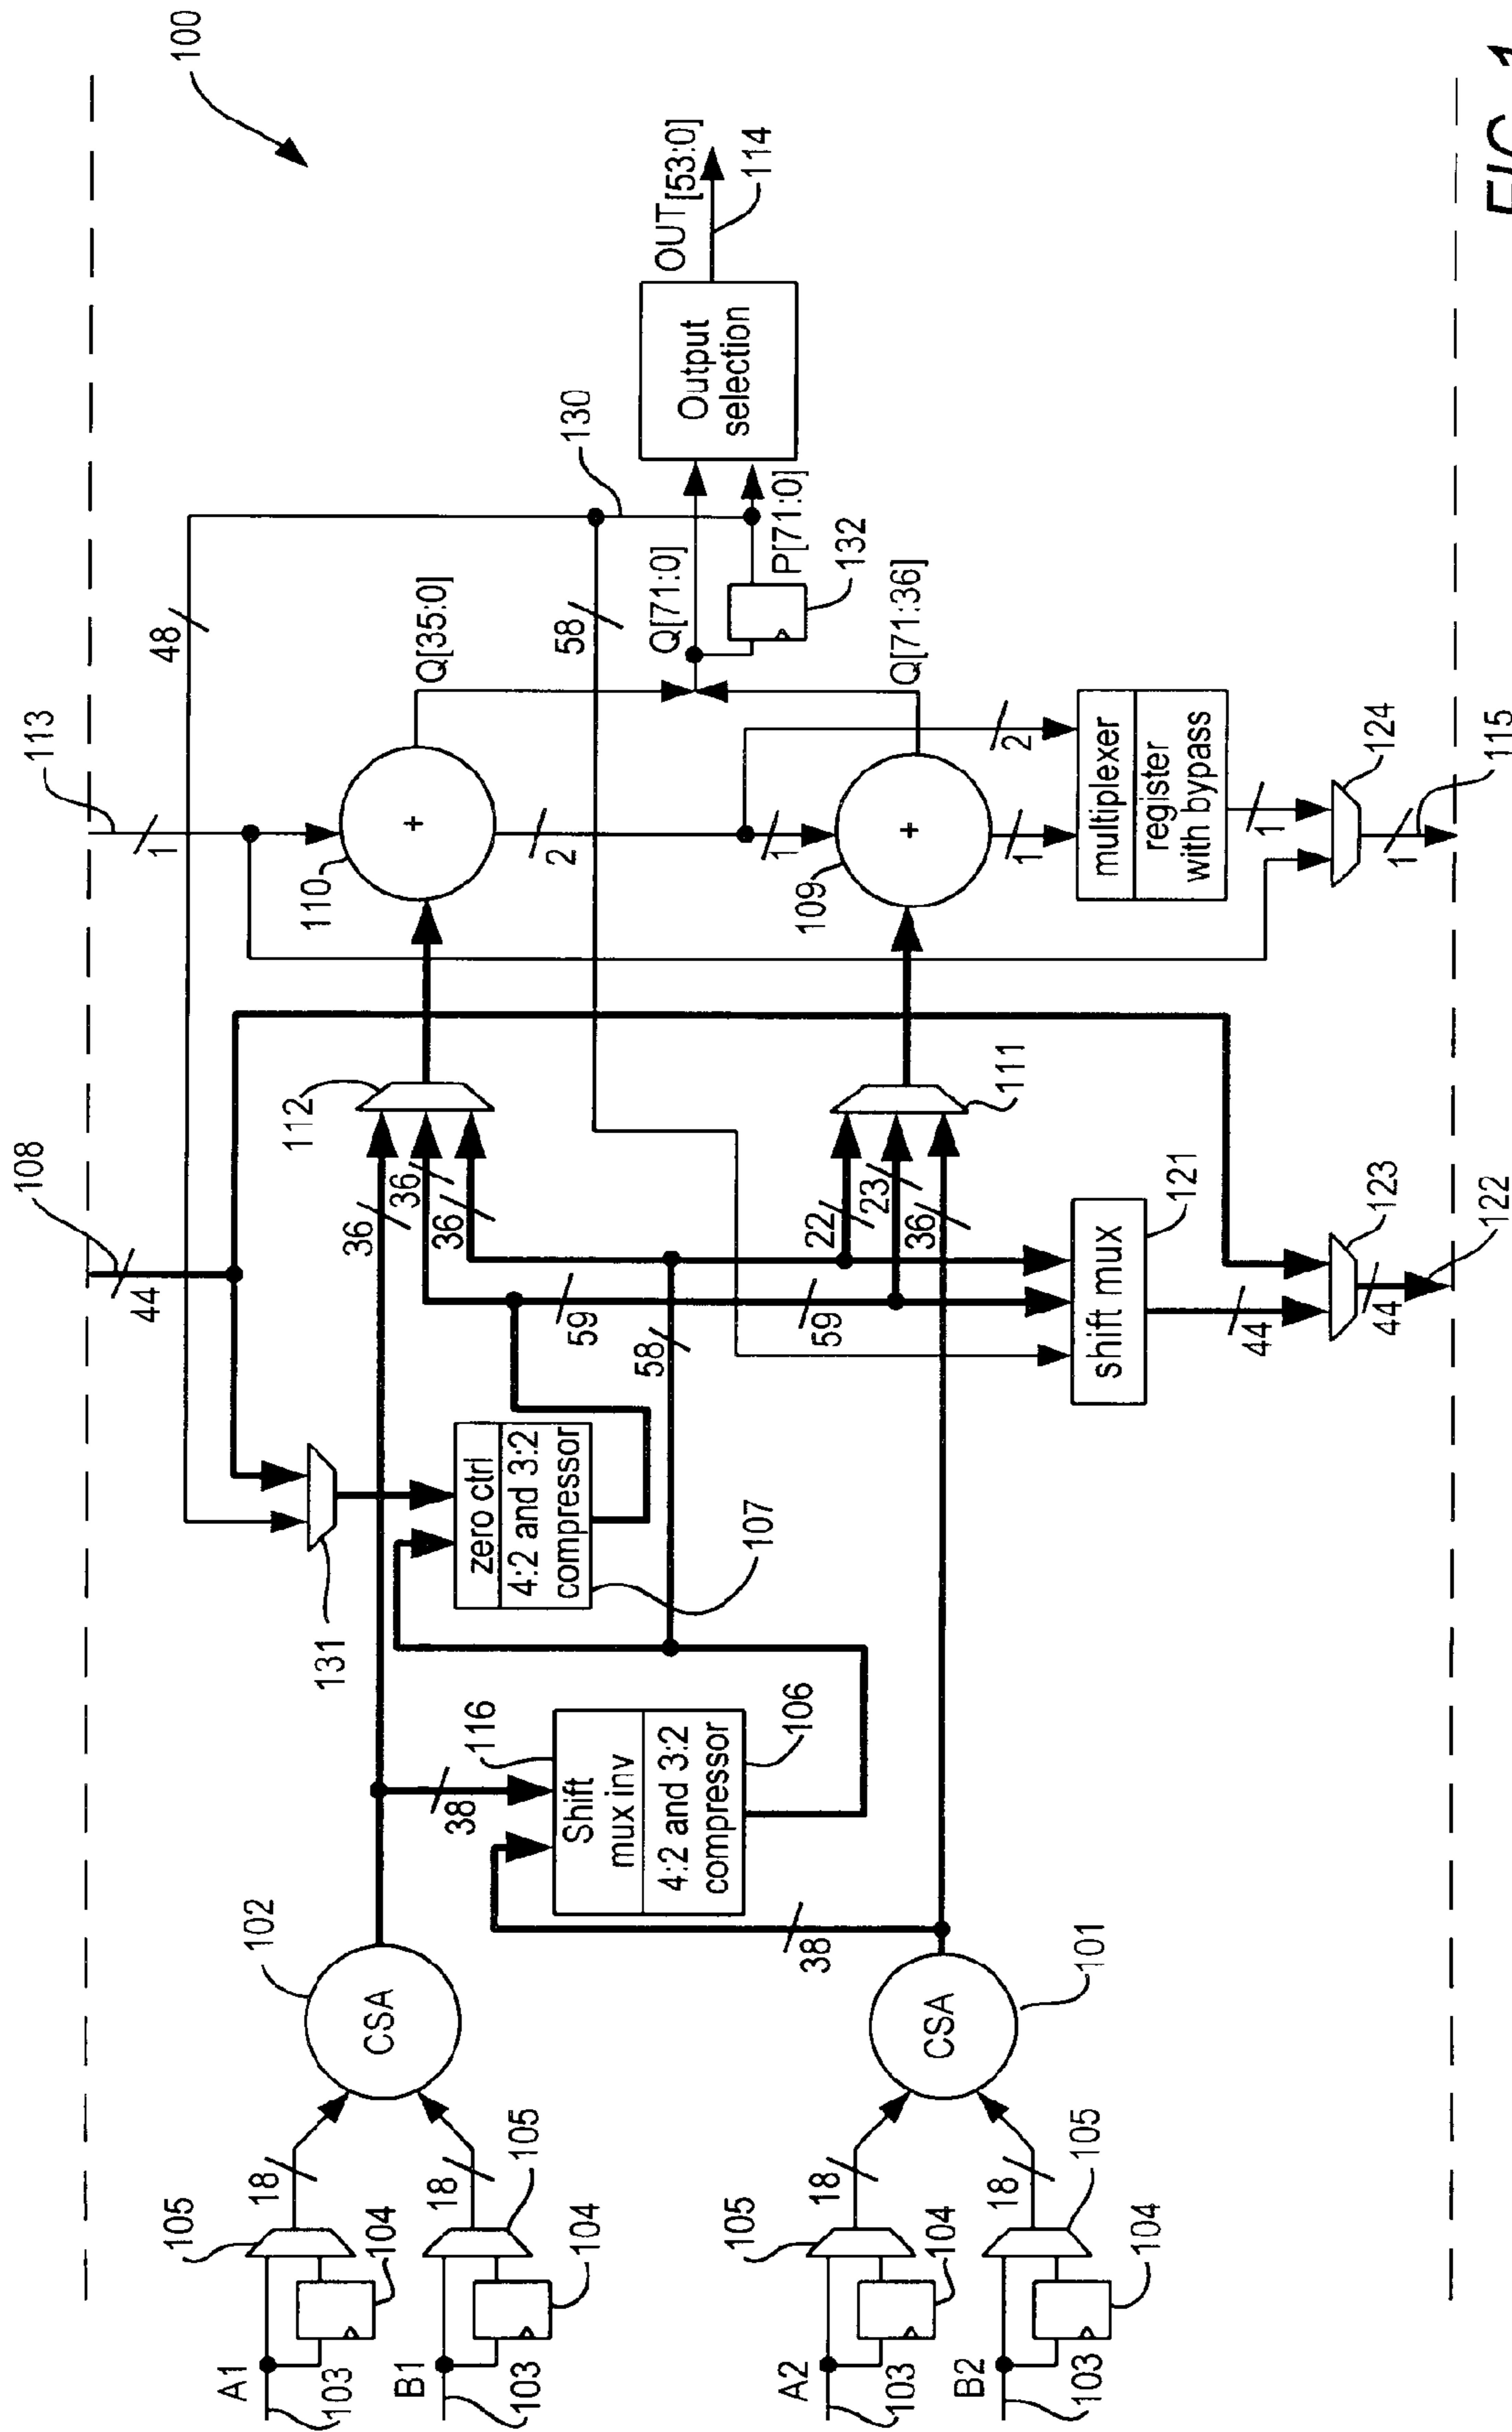 100
113
108
1
44
48
Q[35:0]
OUT[53:0]
114
Output
selection
130
58
Q[71:0]
P[71:0]
132
Q[71:36]
+
110
2
1
2
+
109
1
multiplexer
register
with bypass
1
124
1
115
112
36
36
36
111
22
23
36
59
59
58
shift mux
121
44
123
44
122
131
zero ctrl
4:2 and 3:2
compressor
107
116
38
Shift
mux inv
4:2 and 3:2
compressor
106
38
102
CSA
CSA
101
A1
103
104
105
18
B1
103
104
105
18
A2
103
104
105
18
B2
103
104
105
18